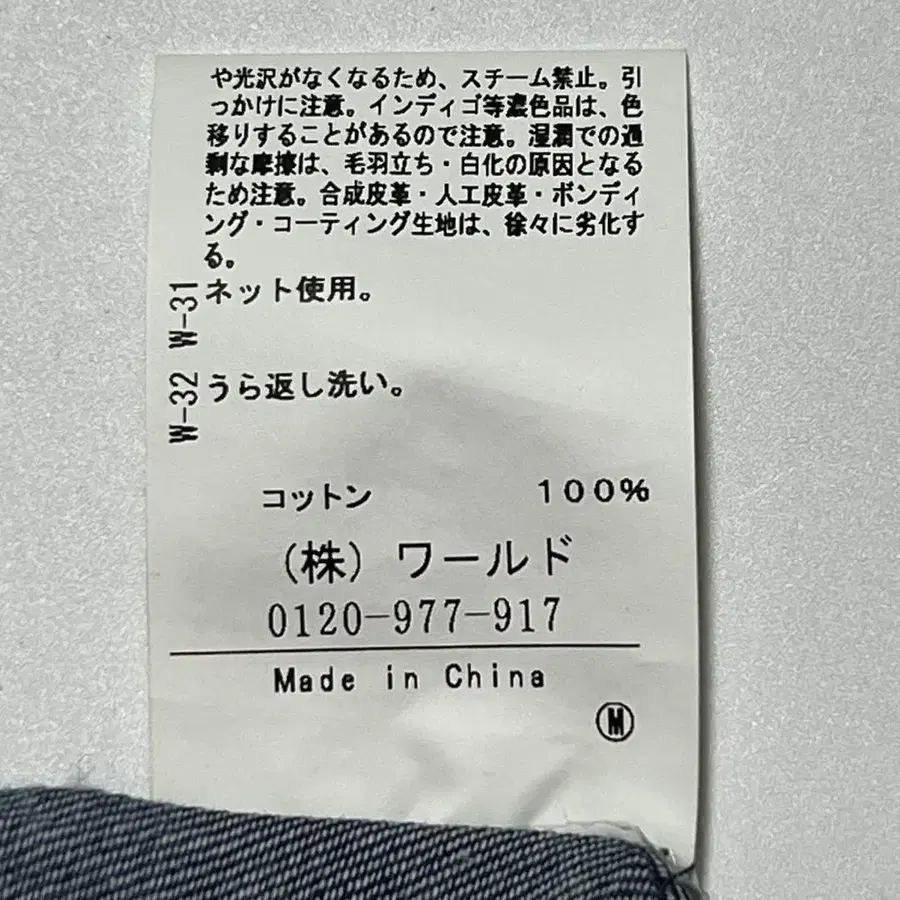 や光沢がなくなるため、スチーム禁止。引
っかけに注意。インディゴ等濃色品は、色
移りすることがあるので注意。湿潤での過
剰な摩擦は、毛羽立ち・白化の原因となる
ため注意。合成皮革・人工皮革・ボンディ
ング・コーティング生地は、徐々に劣化す
る。
W-31 ネット使用。
W-32 うら返し洗い。
コットン 100%
（株）ワールド
0120-977-917
Made in China
Ⓜ